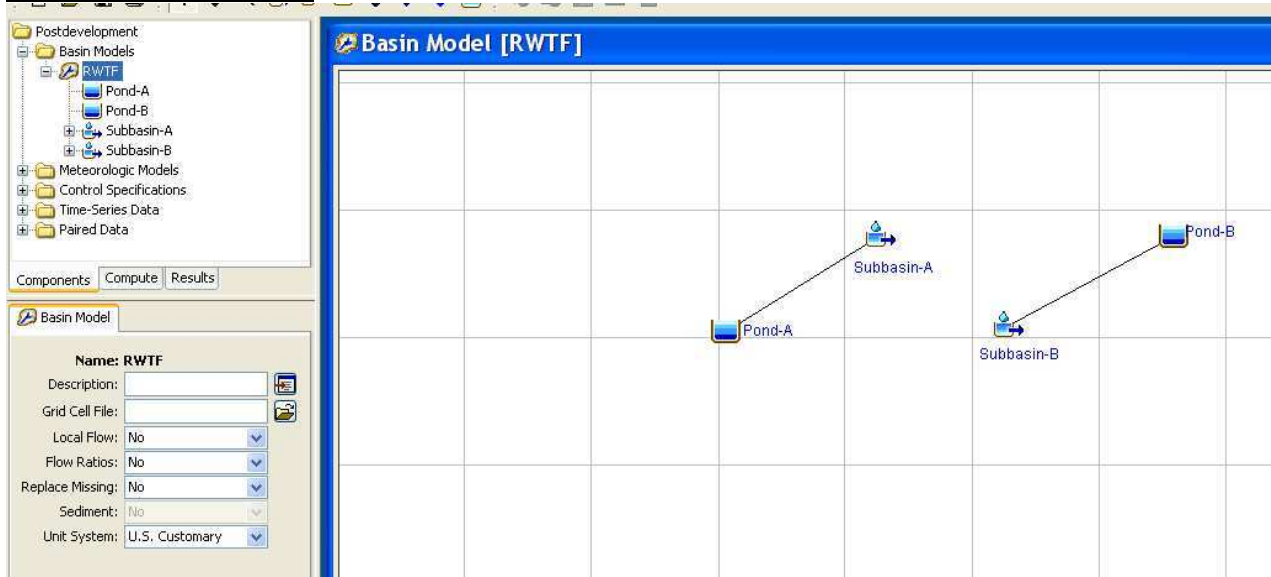 Postdevelopment
Basin Models
RWTF
Pond-A
Pond-B
Subbasin-A
Subbasin-B
Meteorologic Models
Control Specifications
Time-Series Data
Paired Data
Components Compute Results
Basin Model
Name: RWTF
Description:
Grid Cell File:
Local Flow: No
Flow Ratios: No
Replace Missing: No
Sediment: No
Unit System: U.S. Customary
Basin Model [RWTF]
Pond-B
Subbasin-A
Pond-A
Subbasin-B